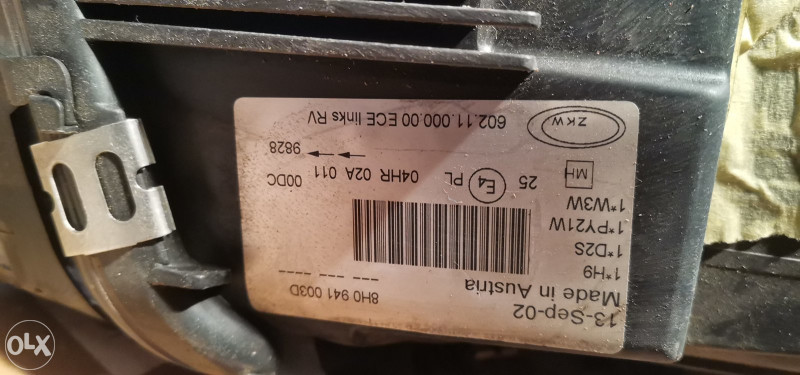 ZKW
602.11.000.00 ECE links RV
9828
MH
25 E4 PL 04HR 02A 011 00DC
1*W3W
1*PY21W
1*D2S
1*H9
8H0 941 003D
Made in Austria
13-Sep-02
OLX